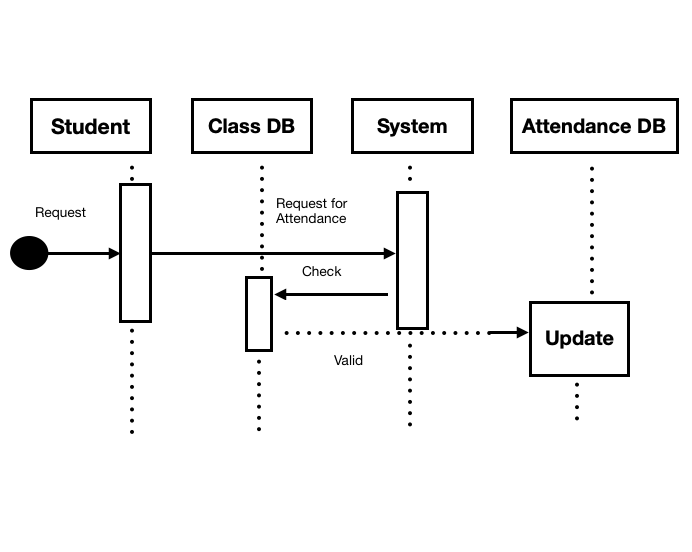 Student
Class DB
System
Attendance DB
Request
Request for
Attendance
Check
Update
Valid